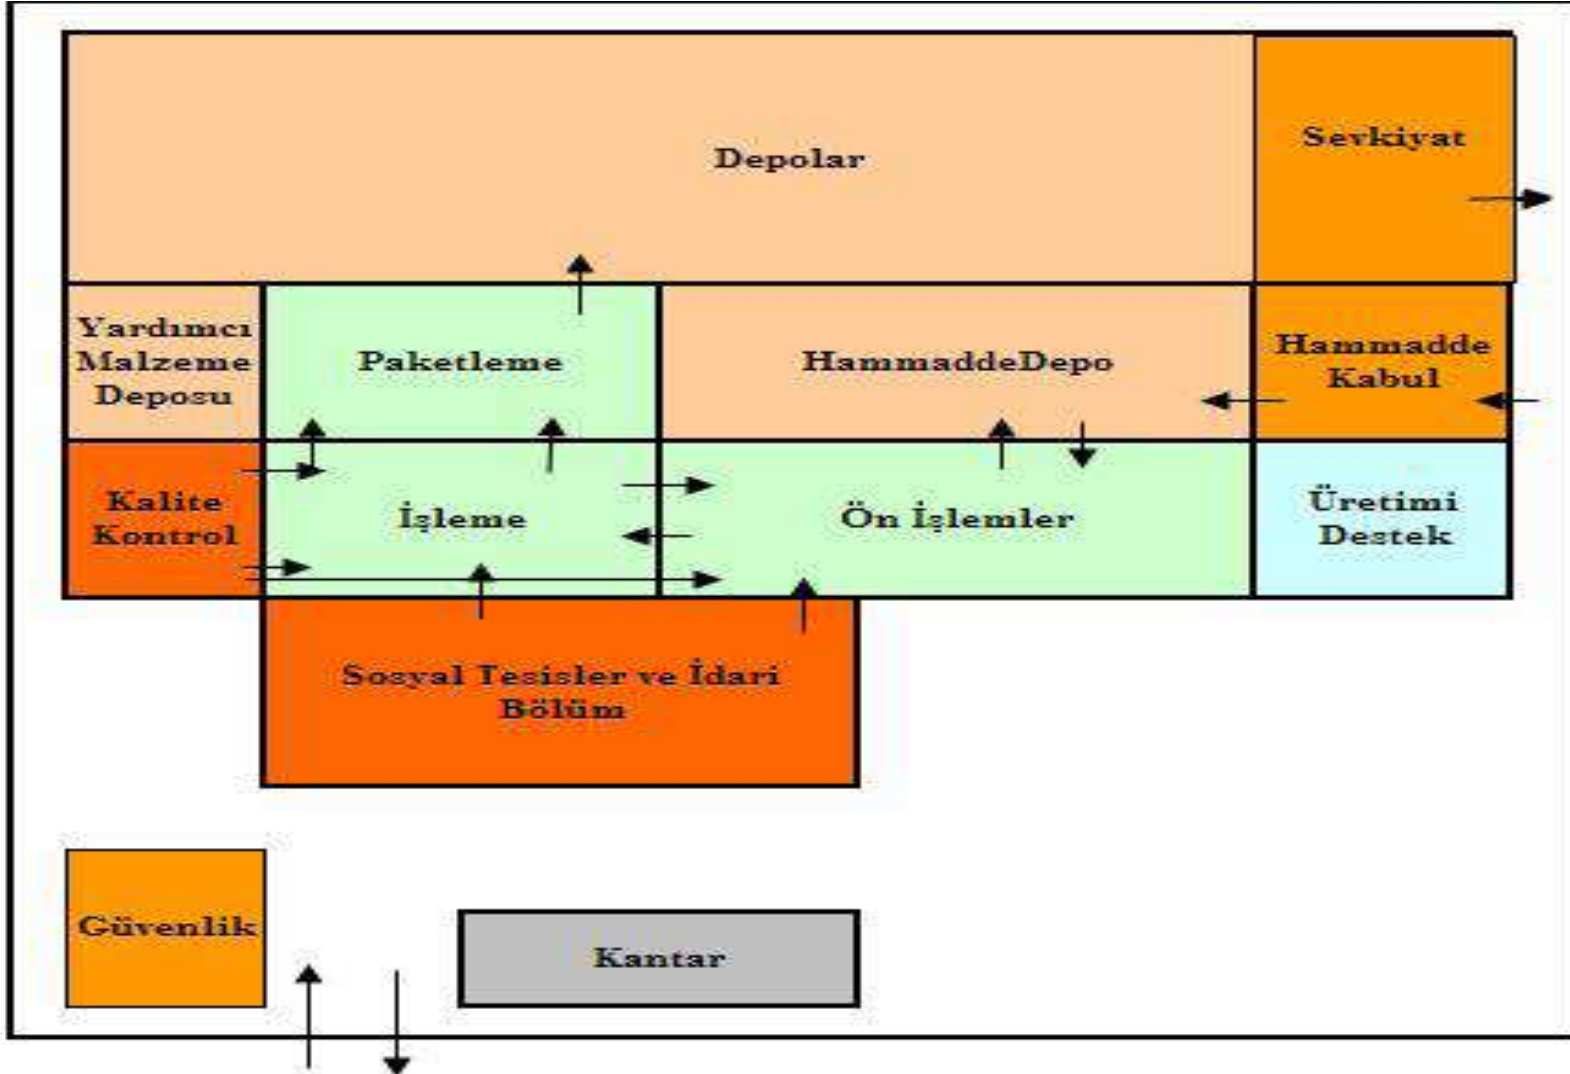 Depolar
Sevkiyat
Yardımcı
Malzeme
Deposu
Paketleme
HammaddeDepo
Hammadde
Kabul
Kalite
Kontrol
İşleme
Ön İşlemler
Üretimi
Destek
Sosyal Tesisler ve İdari
Bölüm
Güvenlik
Kantar